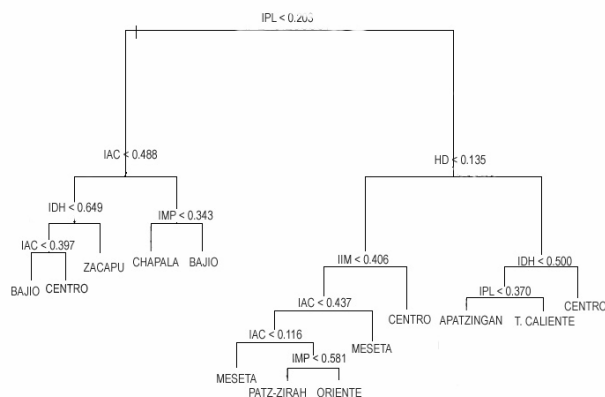 IPL < 0.203
IAC < 0.488
HD < 0.135
IDH < 0.649
IMP < 0.343
IAC < 0.397
ZACAPU
CHAPALA
BAJIO
BAJIO
CENTRO
IIM < 0.406
IDH < 0.500
IAC < 0.437
CENTRO
IPL < 0.370
CENTRO
APATZINGAN
T. CALIENTE
IAC < 0.116
MESETA
IMP < 0.581
MESETA
PATZ-ZIRAH
ORIENTE